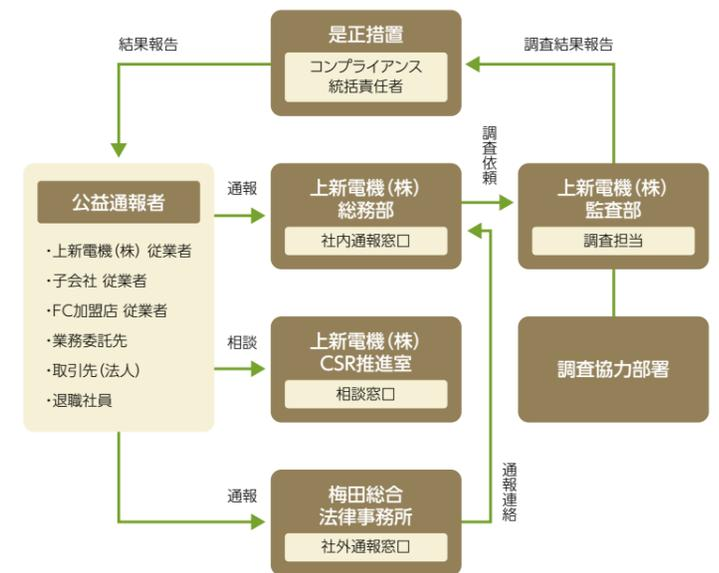 是正措置
コンプライアンス
統括責任者
結果報告
調査結果報告
公益通報者
・上新電機(株) 従業者
・子会社 従業者
・FC加盟店 従業者
・業務委託先
・取引先(法人)
・退職社員
通報
上新電機(株)
総務部
社内通報窓口
調査依頼
上新電機(株)
監査部
調査担当
相談
上新電機(株)
CSR推進室
相談窓口
調査協力部署
通報
梅田総合
法律事務所
社外通報窓口
通報連絡